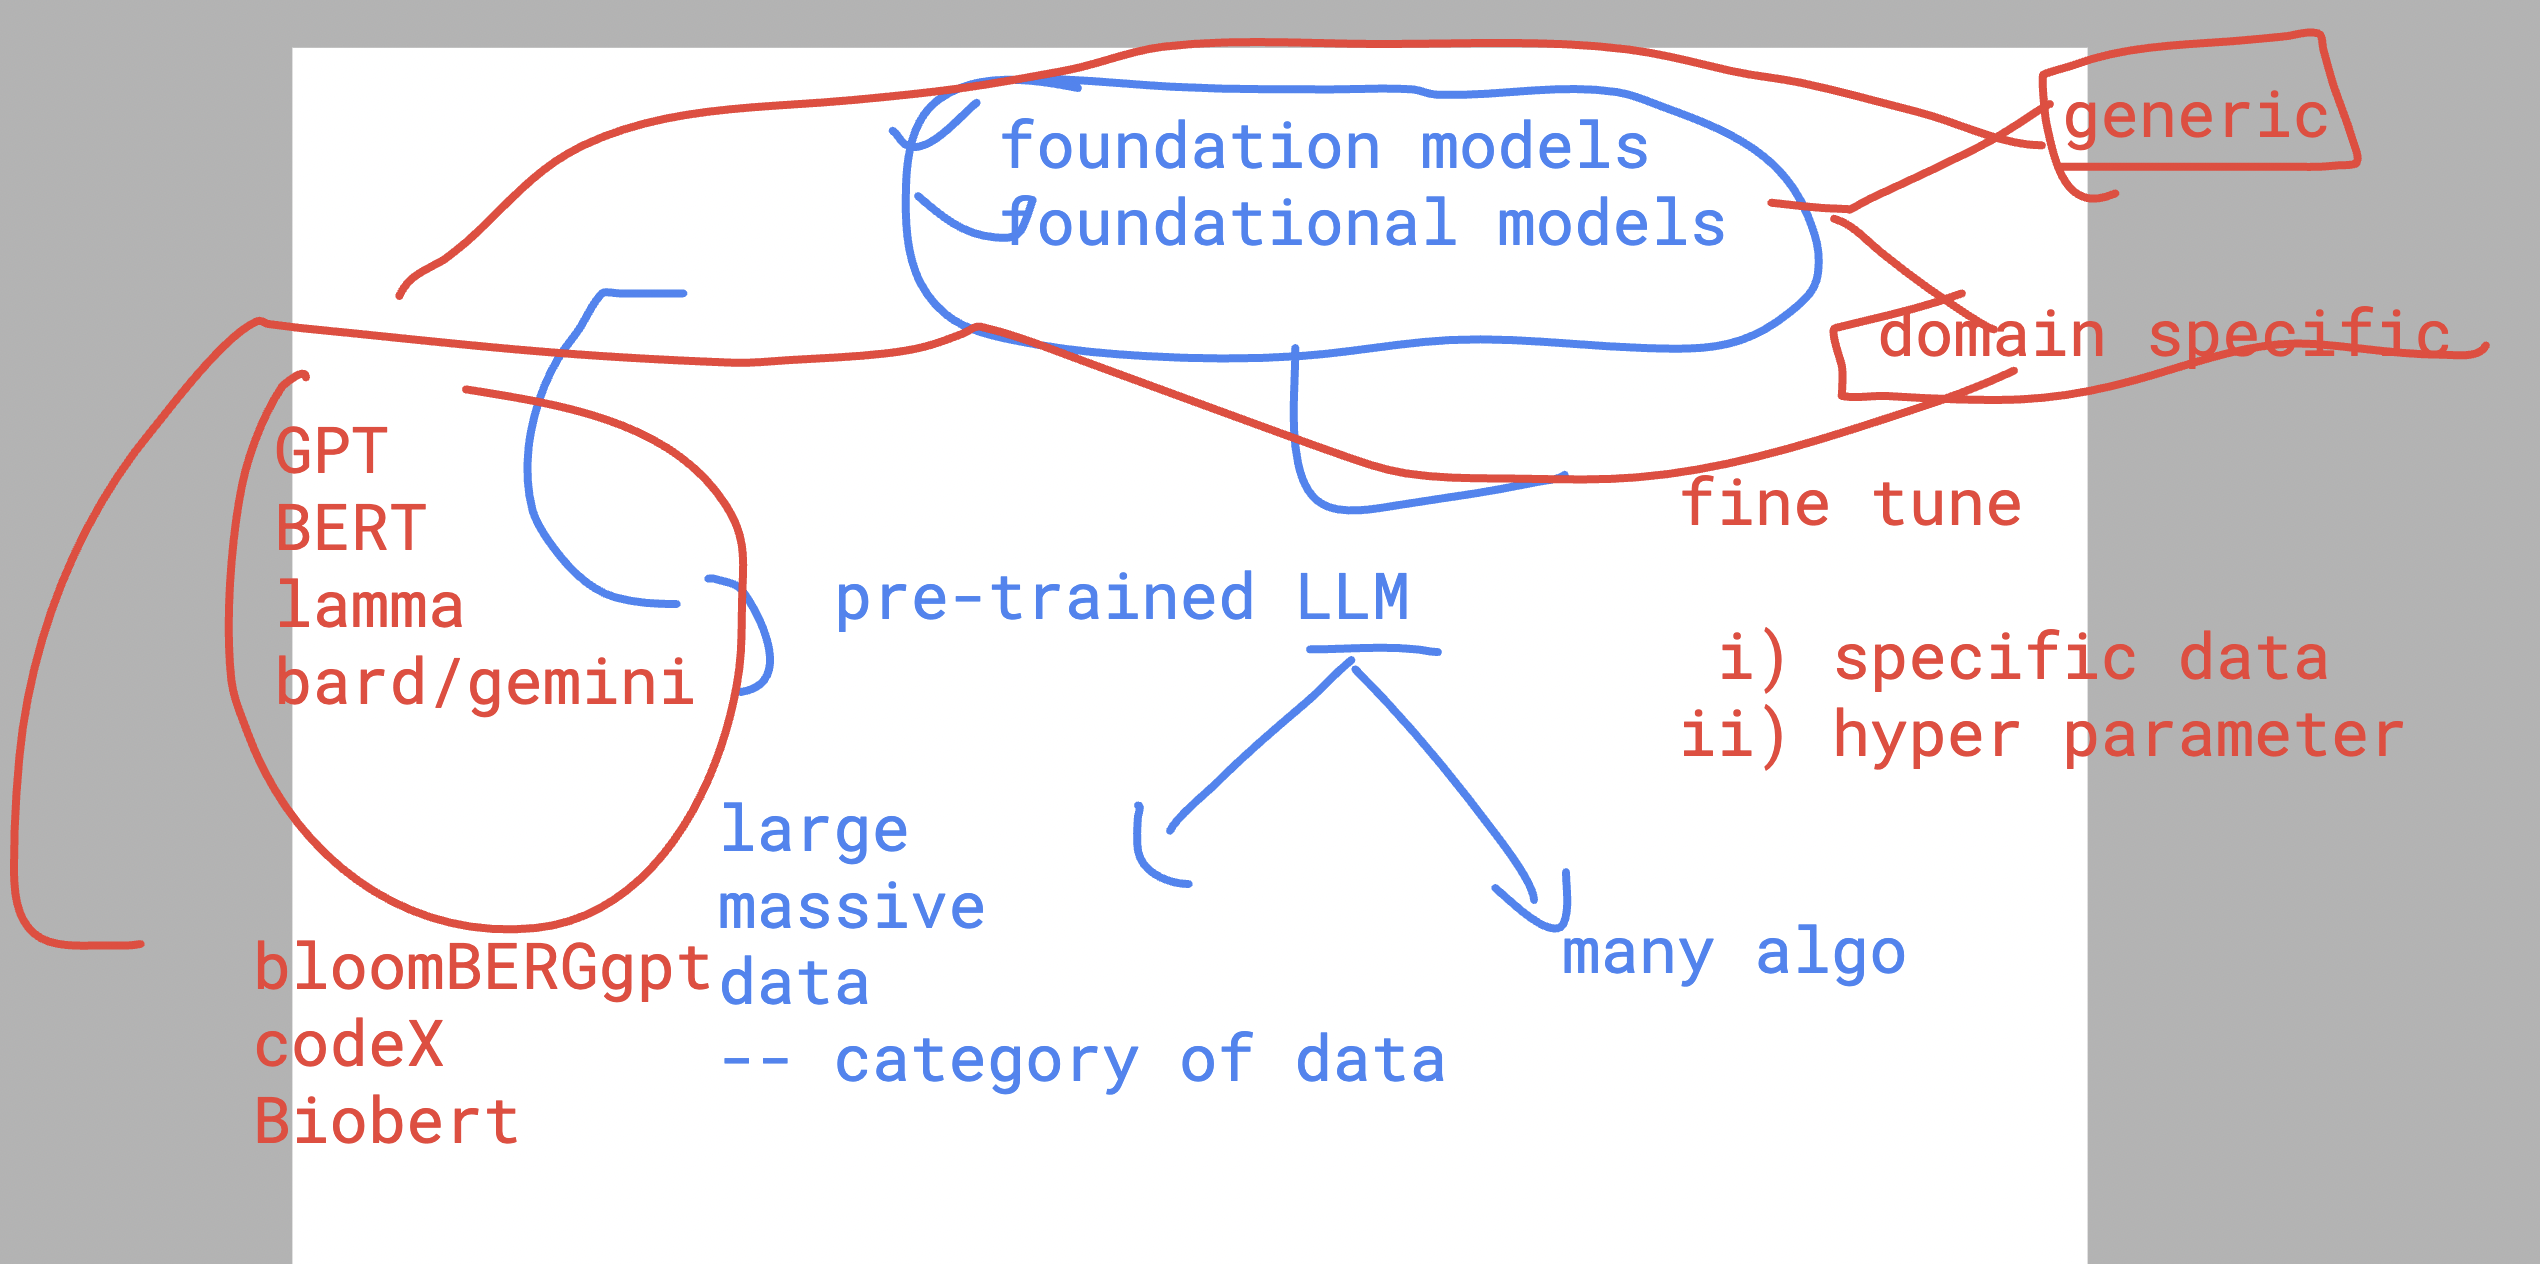 generic
foundation models
foundational models
domain specific
GPT
BERT
lamma
bard/gemini
fine tune
pre-trained LLM
i) specific data
ii) hyper parameter
large
massive
data
-- category of data
many algo
bloomBERGgpt
codeX
Biobert